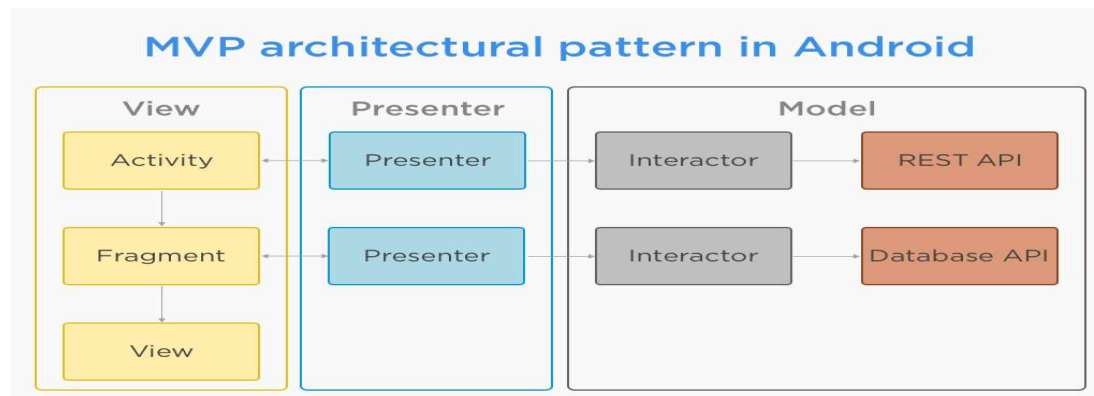 MVP architectural pattern in Android
View
Presenter
Model
Activity
Presenter
Interactor
REST API
Fragment
Presenter
Interactor
Database API
View